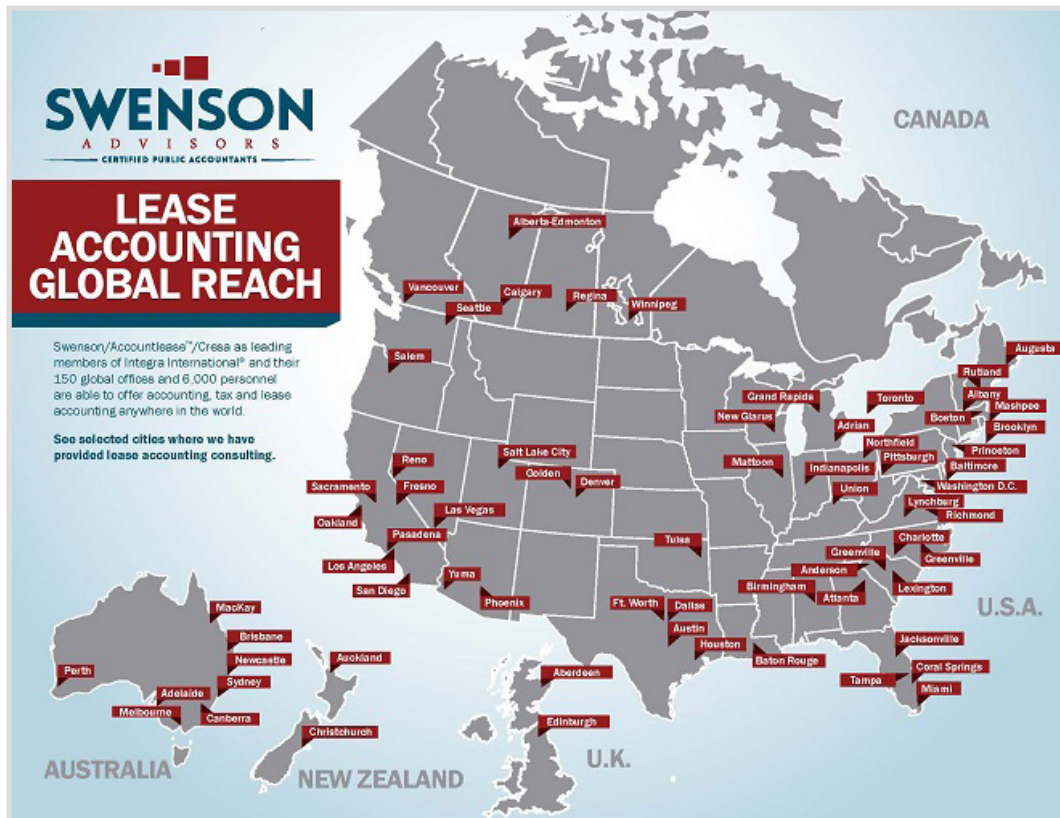 SWENSON
ADVISORS
CERTIFIED PUBLIC ACCOUNTANTS
LEASE
ACCOUNTING
GLOBAL REACH
Swenson/Accountlease™/Cresa as leading
members of Integra International® and their
150 global offices and 6,000 personnel
are able to offer accounting, tax and lease
accounting anywhere in the world.
See selected cities where we have
provided lease accounting consulting.
CANADA
Alberta-Edmonton
Vancouver
Seattle
Calgary
Regina
Winnipeg
Salem
Augusta
Rutland
Grand Rapids
Toronto
Albany
Mashpee
New Glarus
Boston
Adrian
Brooklyn
Northfield
Princeton
Salt Lake City
Reno
Golden
Denver
Mattoon
Indianapolis
Pittsburgh
Baltimore
Sacramento
Fresno
Union
Washington D.C.
Oakland
Las Vegas
Lynchburg
Richmond
Pasadena
Tulsa
Charlotte
Los Angeles
Greenville
Greenville
San Diego
Yuma
Anderson
Phoenix
Birmingham
Atlanta
Lexington
Ft. Worth
Dallas
U.S.A.
Austin
Houston
Baton Rouge
Jacksonville
Tampa
Coral Springs
Miami
MacKay
Brisbane
Newcastle
Perth
Sydney
Adelaide
Melbourne
Canberra
AUSTRALIA
Auckland
Christchurch
NEW ZEALAND
Aberdeen
Edinburgh
U.K.